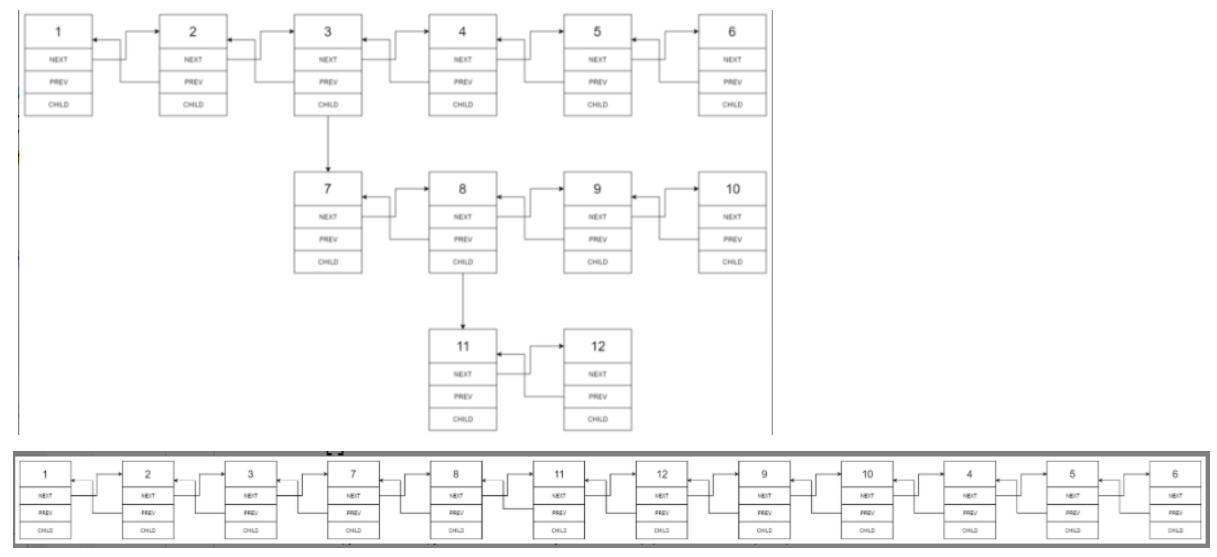 1 2 3 4 5 6
NEXT NEXT NEXT NEXT NEXT NEXT
PREV PREV PREV PREV PREV PREV
CHILD CHILD CHILD CHILD CHILD CHILD
7 8 9 10
NEXT NEXT NEXT NEXT
PREV PREV PREV PREV
CHILD CHILD CHILD CHILD
11 12
NEXT NEXT
PREV PREV
CHILD CHILD
1 2 3 7 8 11 12 9 10 4 5 6
NEXT NEXT NEXT NEXT NEXT NEXT NEXT NEXT NEXT NEXT NEXT NEXT
PREV PREV PREV PREV PREV PREV PREV PREV PREV PREV PREV PREV
CHILD CHILD CHILD CHILD CHILD CHILD CHILD CHILD CHILD CHILD CHILD CHILD